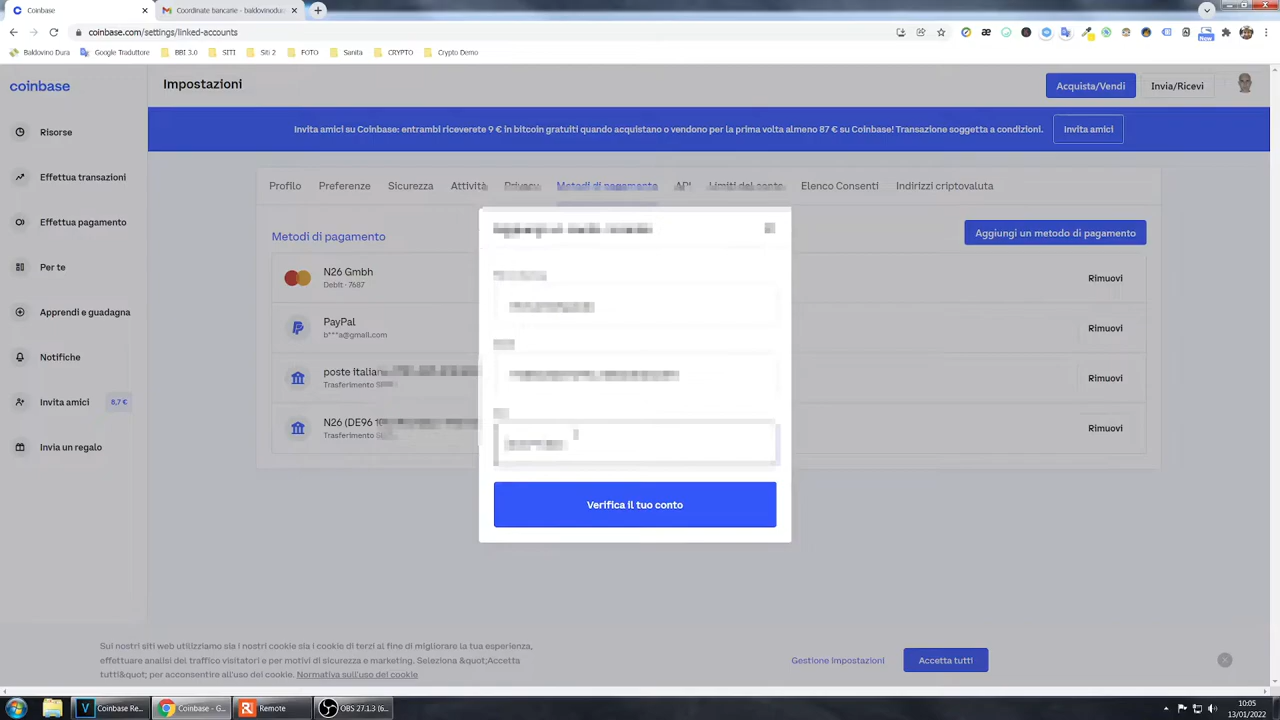 Coinbase
Coordinate bancarie - baldovinodu
coinbase.com/settings/linked-accounts
Baldovino Dura
Google Traduttore
BBI 3.0
SITI
Siti 2
FOTO
Sanita
CRYPTO
Crypto Demo
coinbase
Impostazioni
Acquista/Vendi
Invia/Ricevi
Invita amici su Coinbase: entrambi riceverete 9 € in bitcoin gratuiti quando acquistano o vendono per la prima volta almeno 87 € su Coinbase! Transazione soggetta a condizioni.
Invita amici
Risorse
Effettua transazioni
Effettua pagamento
Per te
Apprendi e guadagna
Notifiche
Invita amici
8,7 €
Invia un regalo
Profilo
Preferenze
Sicurezza
Attività
Privacy
Metodi di pagamento
API
Limiti del conto
Elenco Consenti
Indirizzi criptovaluta
Metodi di pagamento
Aggiungi un metodo di pagamento
N26 Gmbh
Debit · 7687
Rimuovi
PayPal
b***a@gmail.com
Rimuovi
poste italian
Trasferimento
Rimuovi
N26 (DE96
Trasferimento
Rimuovi
Verifica il tuo conto
Sui nostri siti web utilizziamo sia i nostri cookie sia i cookie di terzi al fine di migliorare la tua esperienza,
effettuare analisi del traffico visitatori e per motivi di sicurezza e marketing. Seleziona &quot;Accetta
tutti&quot; per acconsentire all'uso dei cookie. Normativa sull'uso dei cookie
Gestione impostazioni
Accetta tutti
Coinbase Re...
Coinbase - G...
Remote
OBS 27.1.3 (6...
10:05
13/01/2022